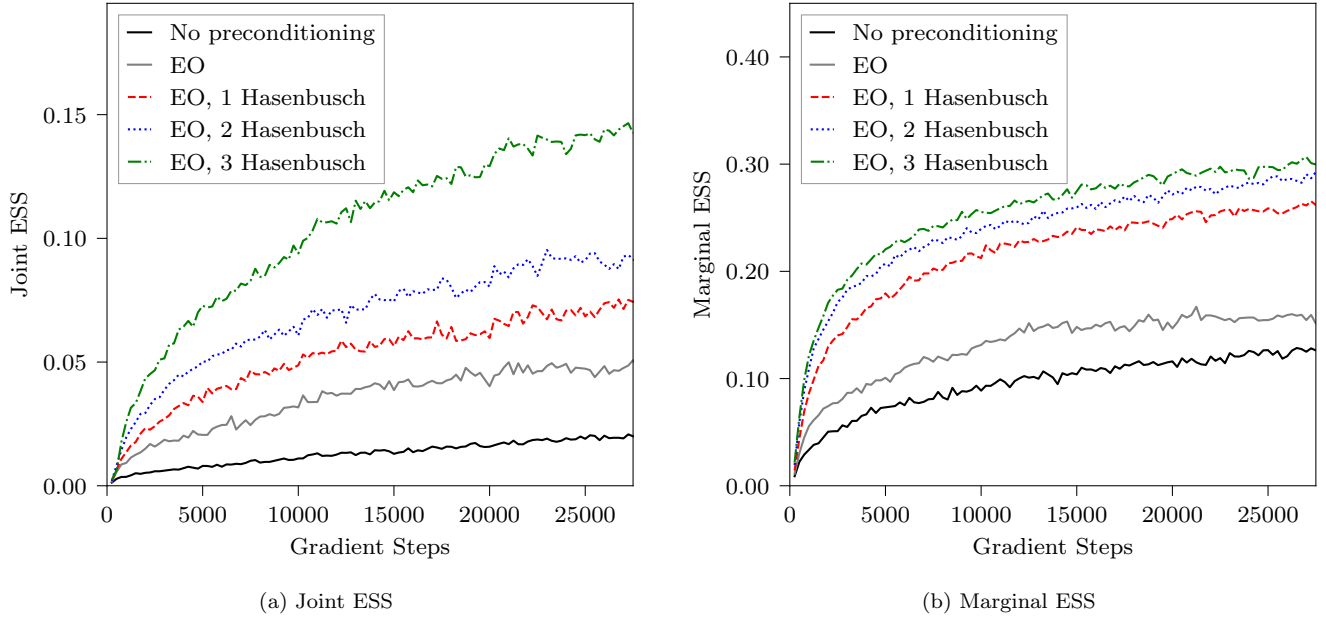 No preconditioning
EO
EO, 1 Hasenbusch
EO, 2 Hasenbusch
EO, 3 Hasenbusch
0.15
0.10
0.05
0.00
Joint ESS
0
5000
10000
15000
20000
25000
Gradient Steps
(a) Joint ESS
No preconditioning
EO
EO, 1 Hasenbusch
EO, 2 Hasenbusch
EO, 3 Hasenbusch
0.40
0.30
0.20
0.10
0.00
Marginal ESS
0
5000
10000
15000
20000
25000
Gradient Steps
(b) Marginal ESS